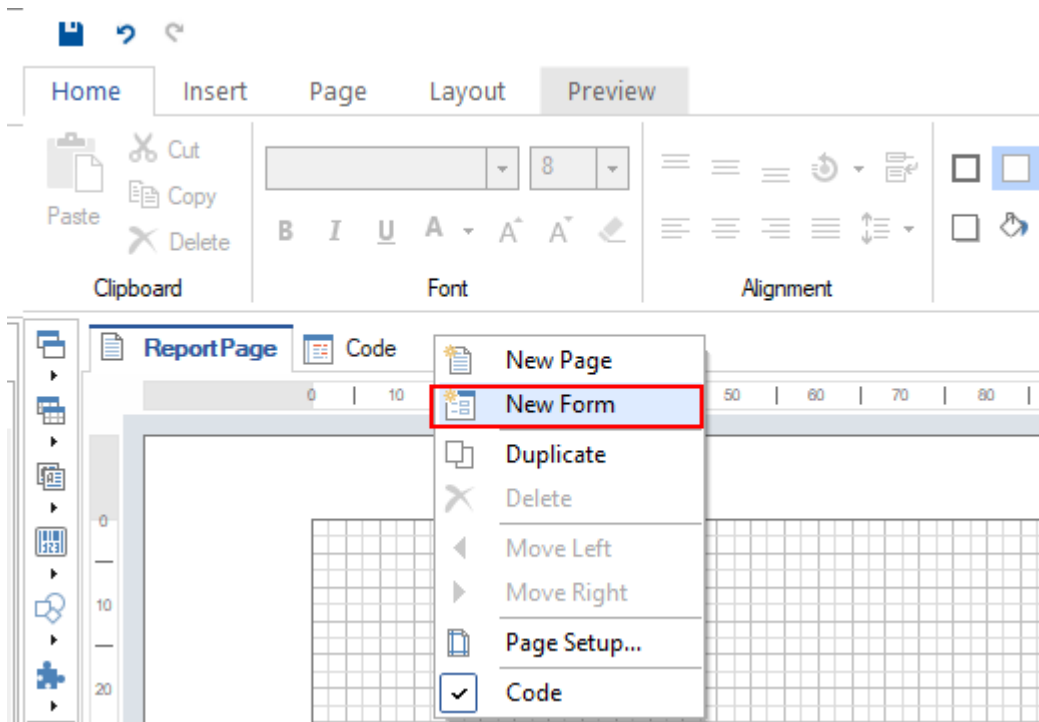 Home Insert Page Layout Preview
Cut
Copy
Paste
Delete
8
B I U A A A
Clipboard Font Alignment
ReportPage Code
0 10 50 60 70 80
New Page
New Form
Duplicate
Delete
Move Left
Move Right
Page Setup...
Code
0
10
20